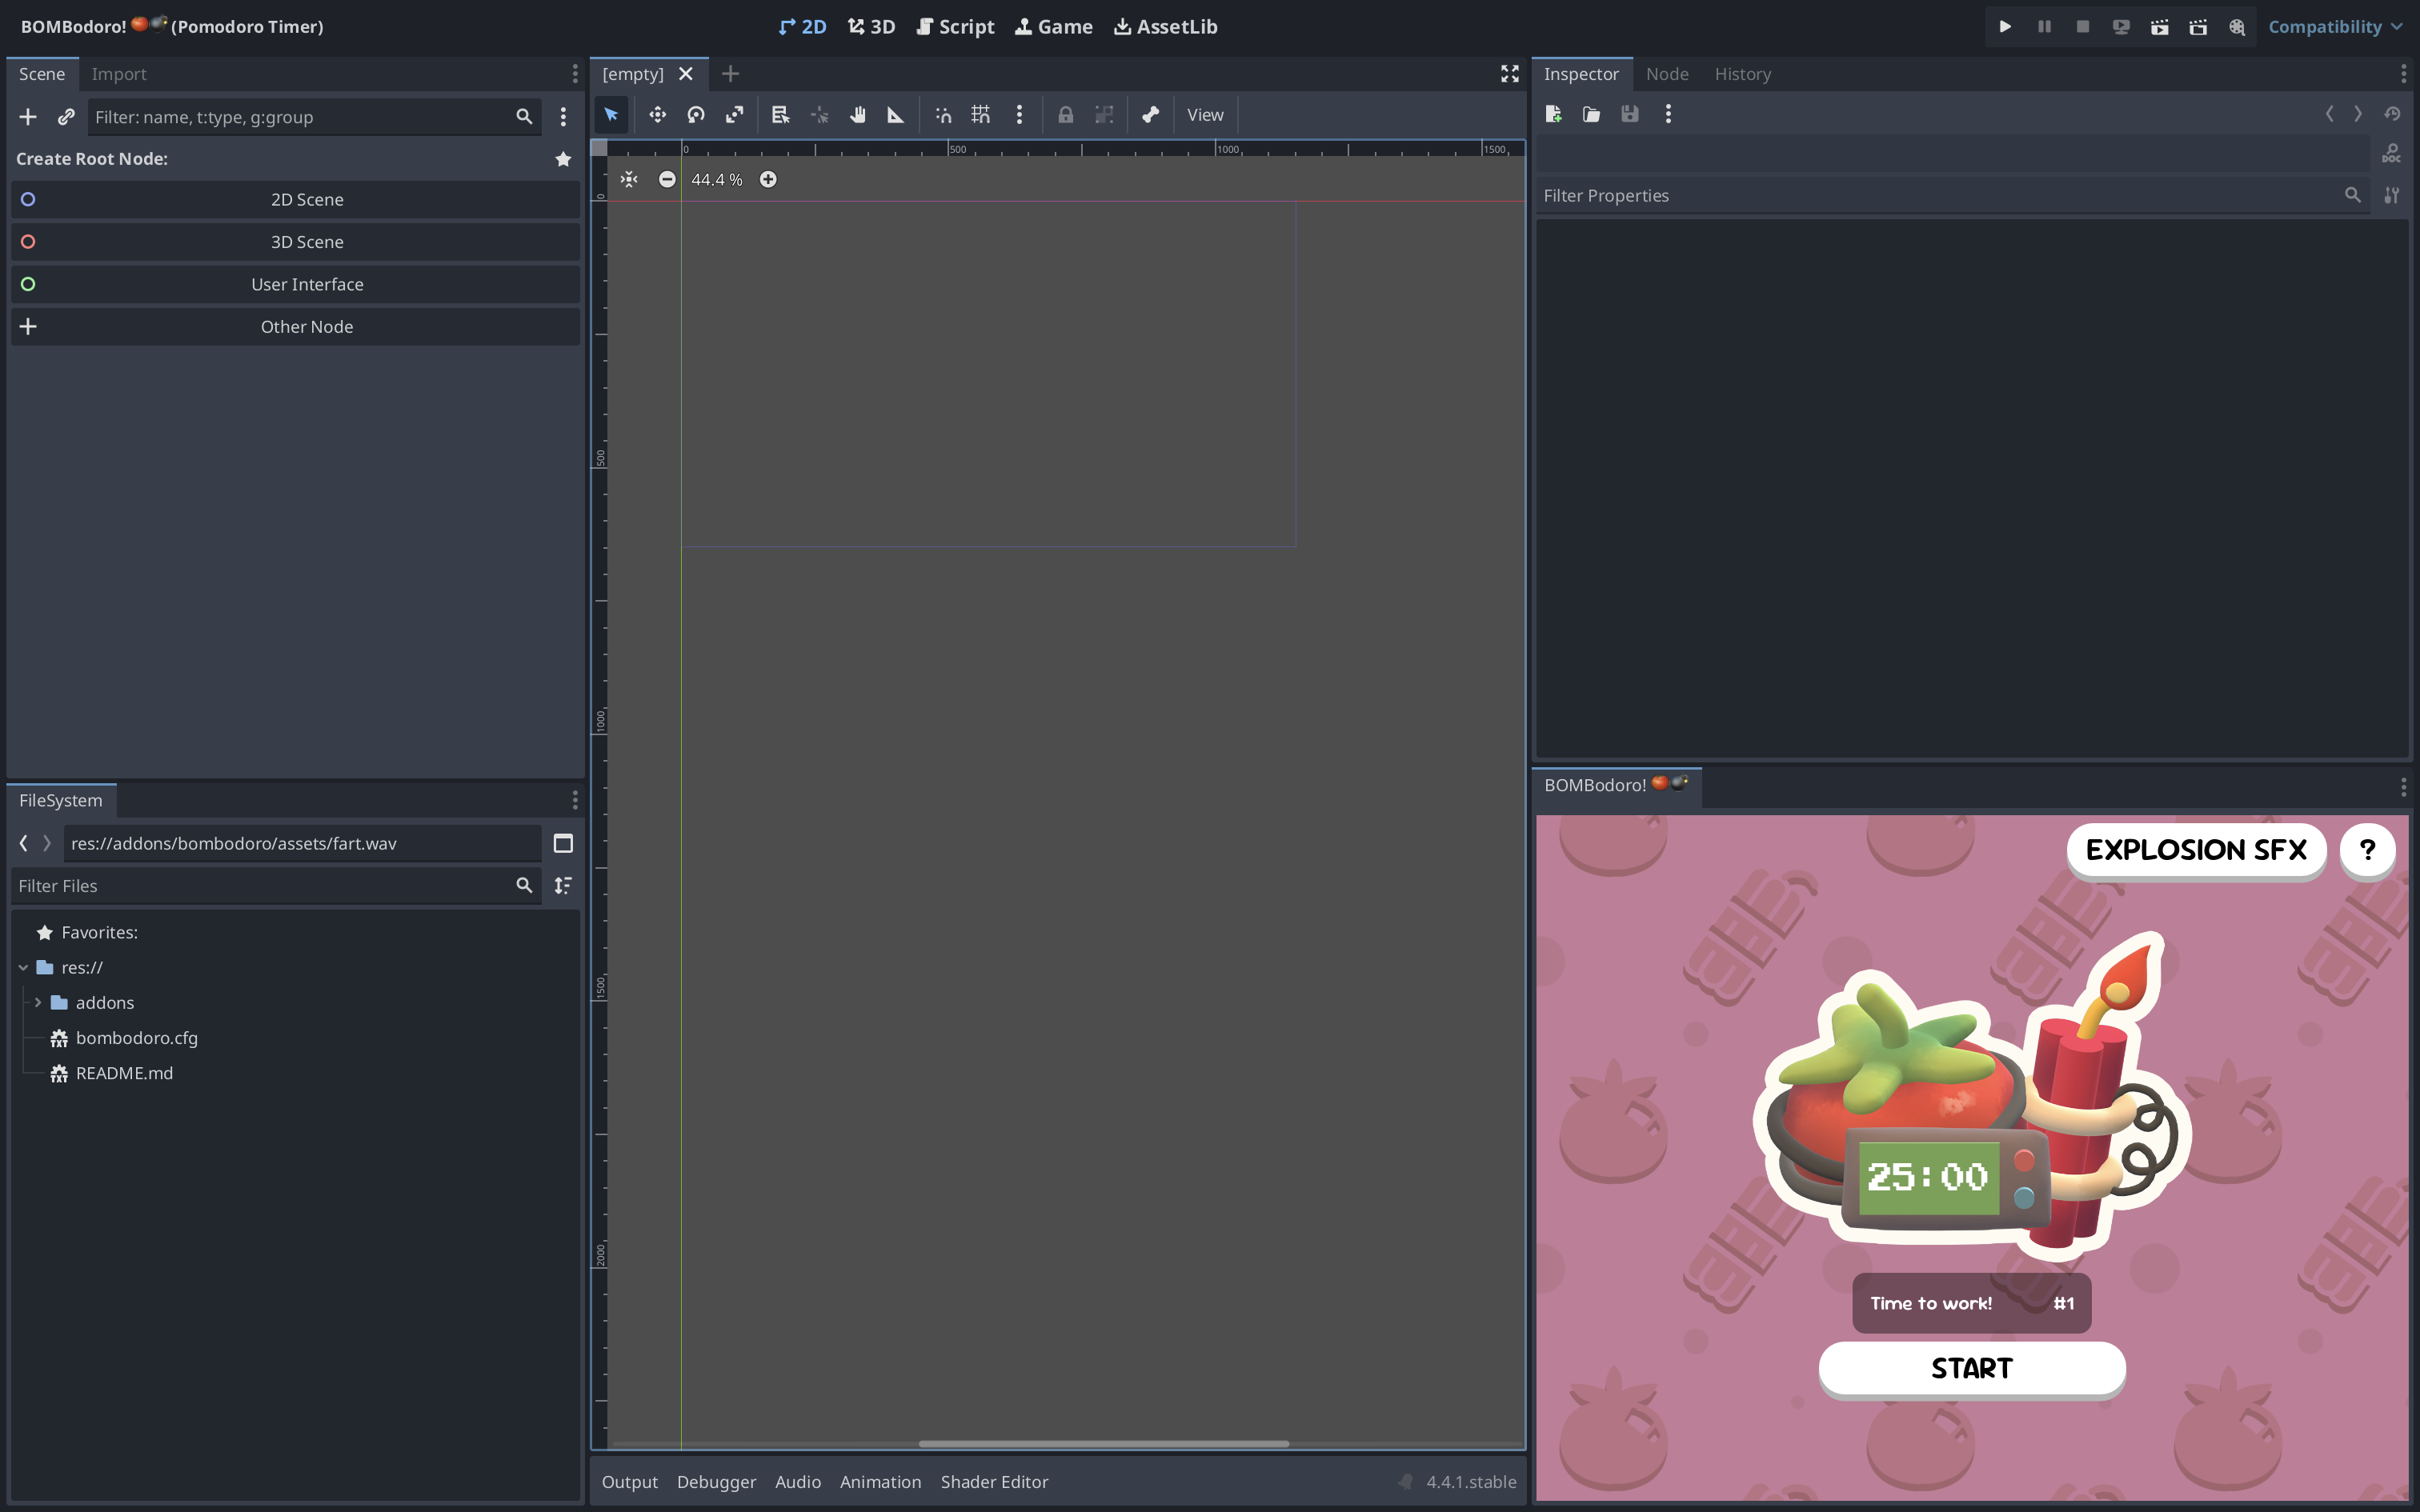 BOMBodoro! 🍅💣 (Pomodoro Timer)
2D
3D
Script
Game
AssetLib
Compatibility
Scene
Import
Filter: name, t:type, g:group
Create Root Node:
2D Scene
3D Scene
User Interface
Other Node
FileSystem
res://addons/bombodoro/assets/fart.wav
Filter Files
Favorites:
res://
addons
bombodoro.cfg
README.md
[empty]
View
0
500
1000
1500
44.4 %
0
500
1000
1500
2000
Output
Debugger
Audio
Animation
Shader Editor
4.4.1.stable
Inspector
Node
History
DOC
Filter Properties
BOMBodoro! 🍅💣
EXPLOSION SFX
?
25:00
Time to work!
#1
START